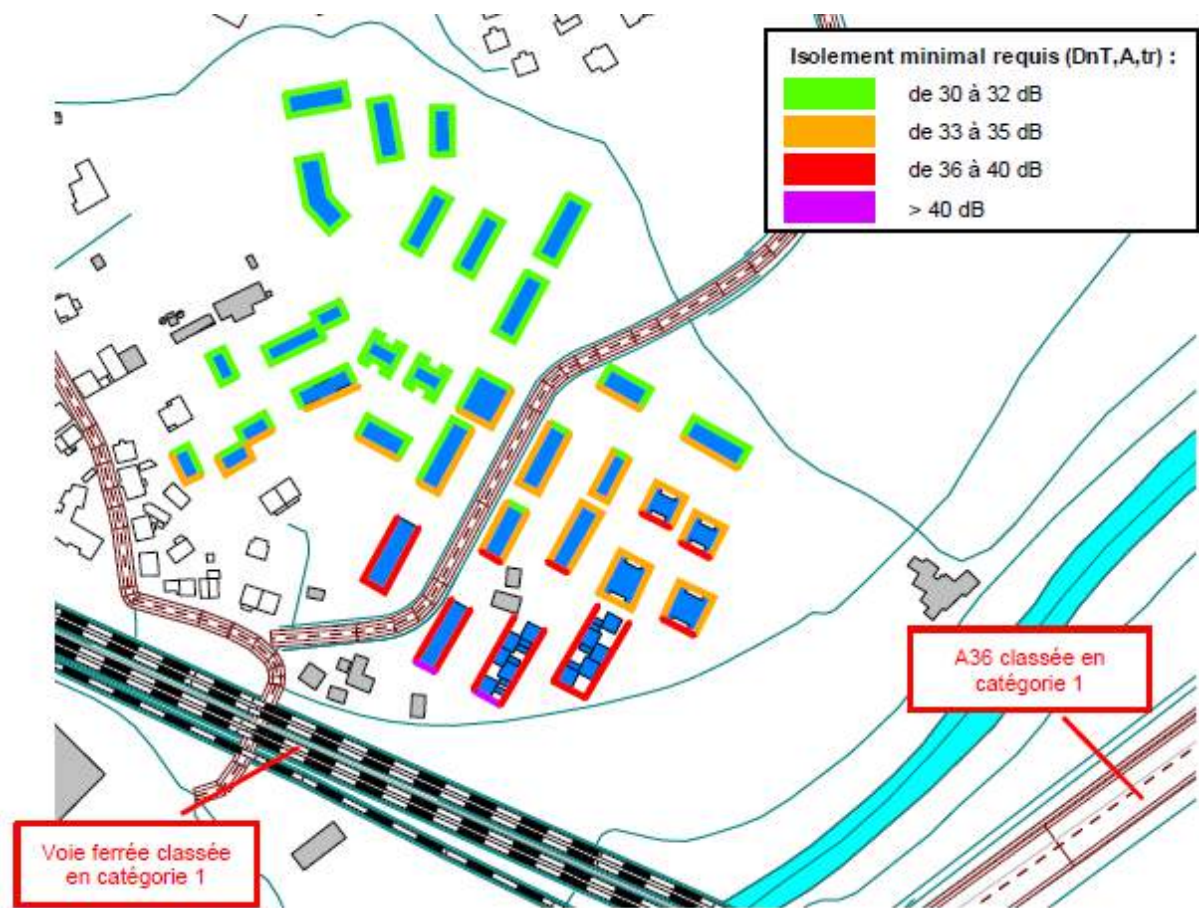 Isolement minimal requis (DnT,A,tr) :
de 30 à 32 dB
de 33 à 35 dB
de 36 à 40 dB
> 40 dB
A36 classée en
catégorie 1
Voie ferrée classée
en catégorie 1